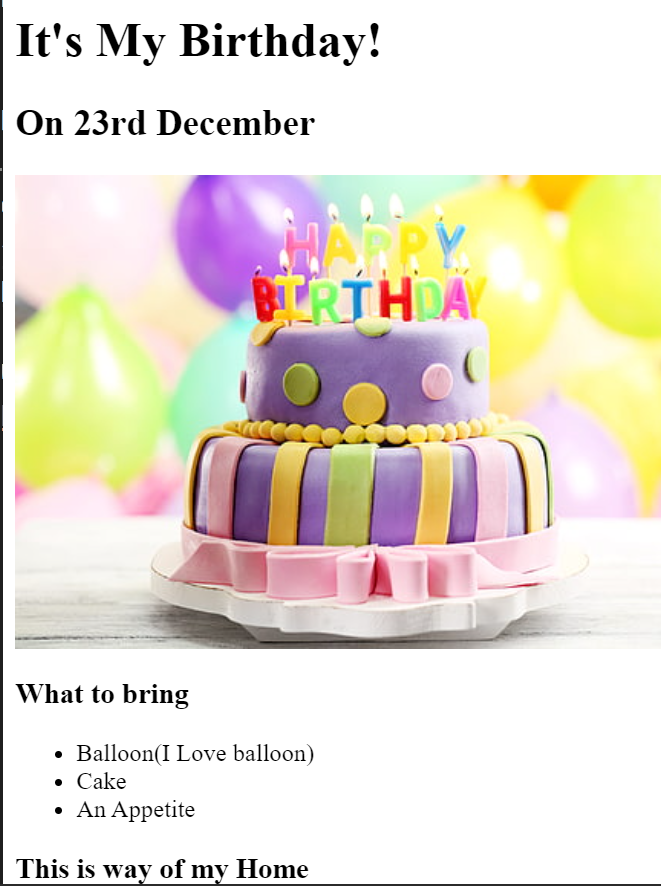 It's My Birthday!
On 23rd December
HAPPY
BIRTHDAY
What to bring
Balloon(I Love balloon)
Cake
An Appetite
This is way of my Home